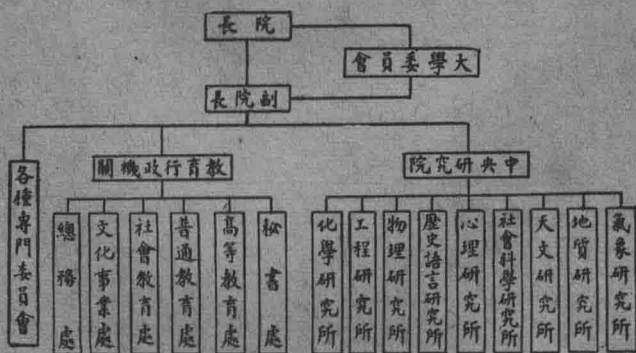 院長
大學委員會
副院長
中央研究院
教育行政機關
氣象研究所
地質研究所
天文研究所
社會科學研究所
心理研究所
歷史語言研究所
物理研究所
工程研究所
化學研究所
秘書處
高等教育處
普通教育處
社會教育處
文化事業處
總務處
各種專門委員會